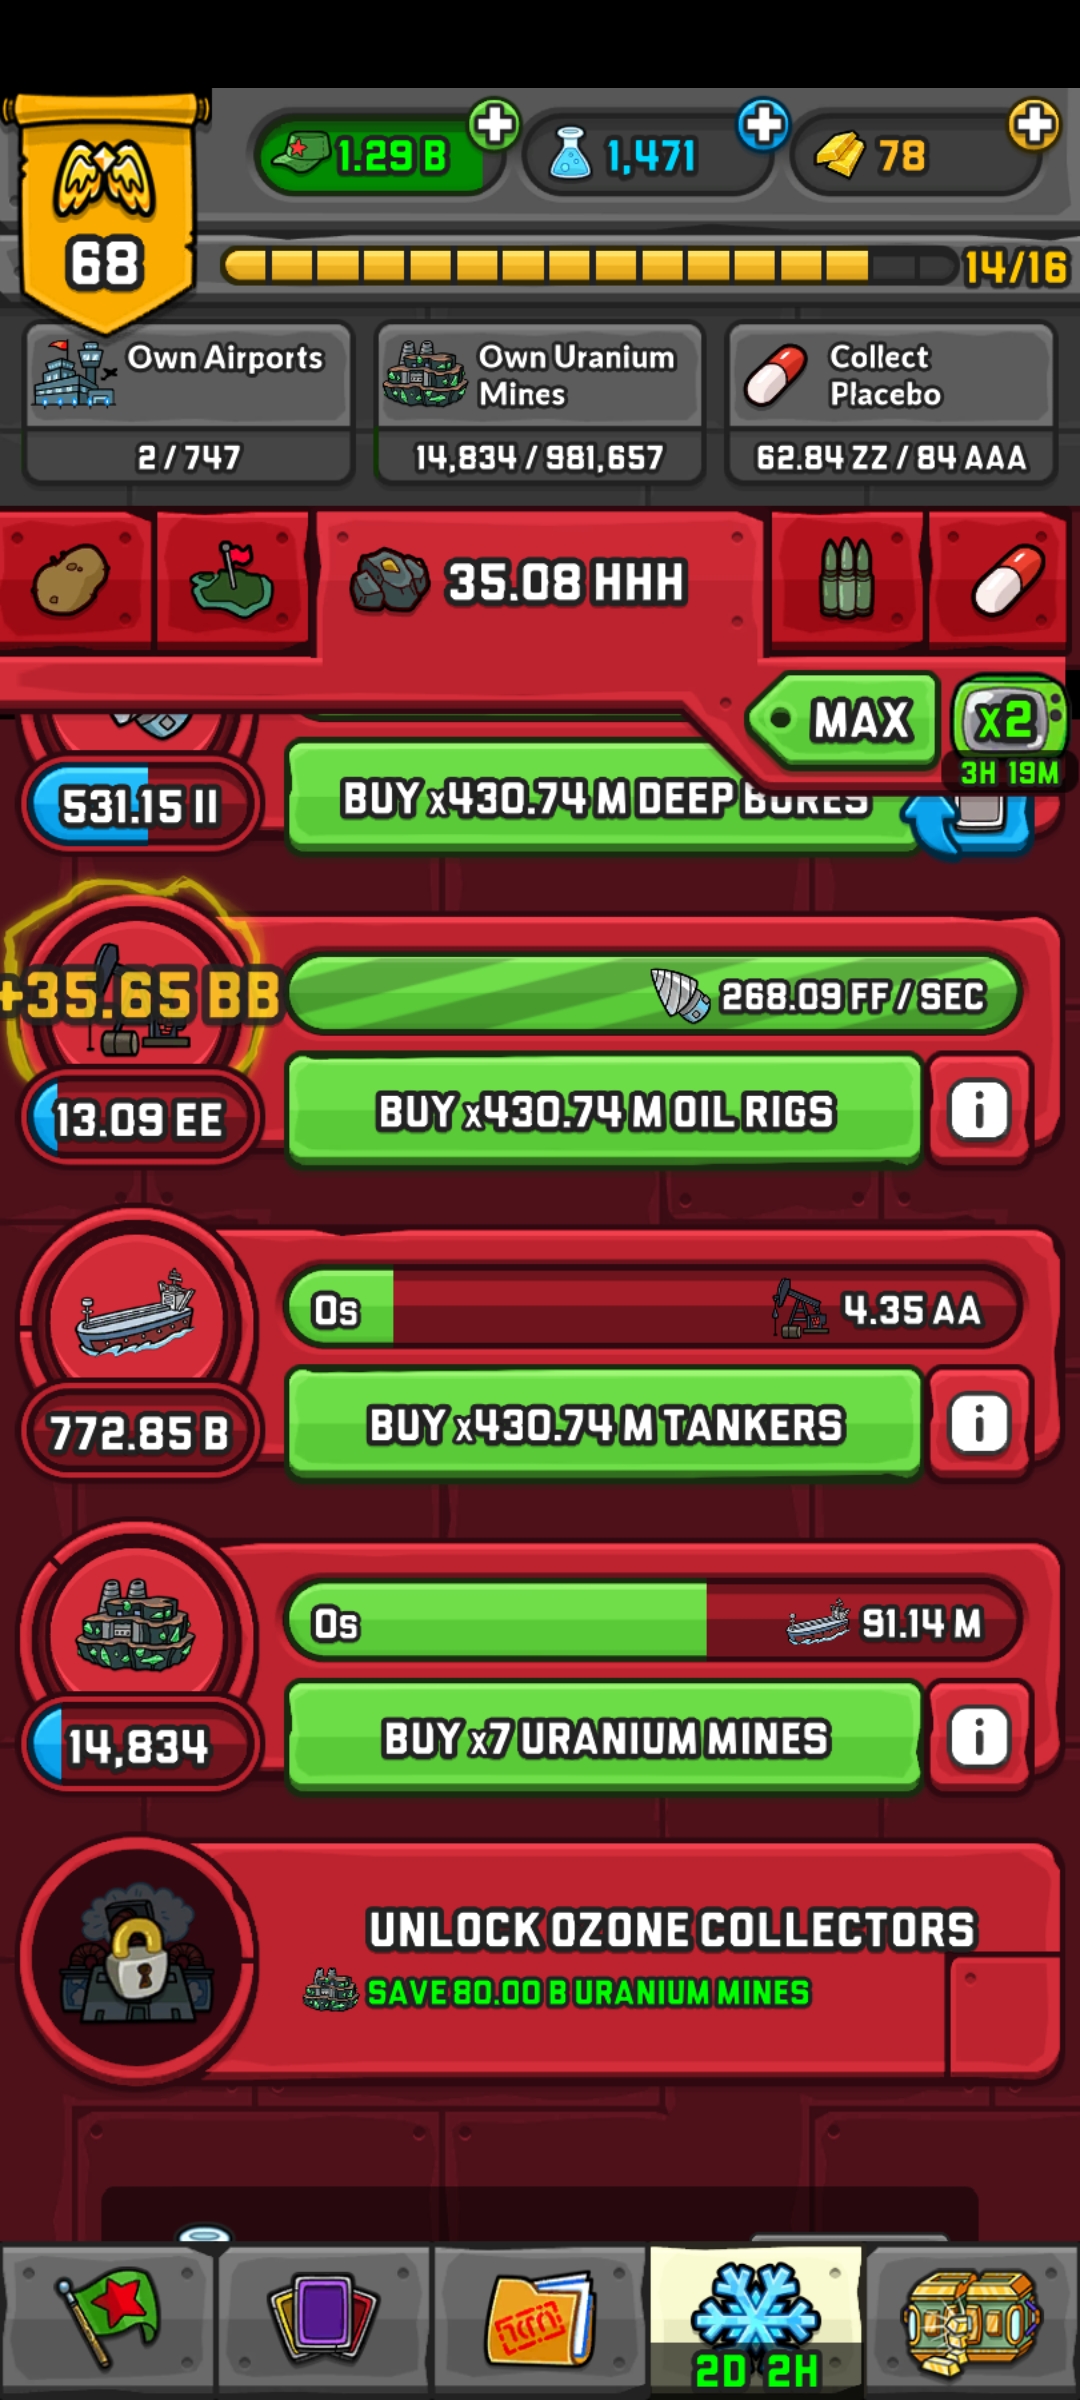 1.29 B
1,471
78
68
14/16
Own Airports
2 / 747
Own Uranium
Mines
14,834 / 981,657
Collect
Placebo
62.84 ZZ / 84 AAA
35.08 HHH
MAX
x2
3H 19M
531.15 II
BUY x430.74 M DEEP BORES
+35.65 BB
268.09 FF / SEC
13.09 EE
BUY x430.74 M OIL RIGS
i
0s
4.35 AA
772.85 B
BUY x430.74 M TANKERS
i
0s
91.14 M
14,834
BUY x7 URANIUM MINES
i
UNLOCK OZONE COLLECTORS
SAVE 80.00 B URANIUM MINES
2D 2H